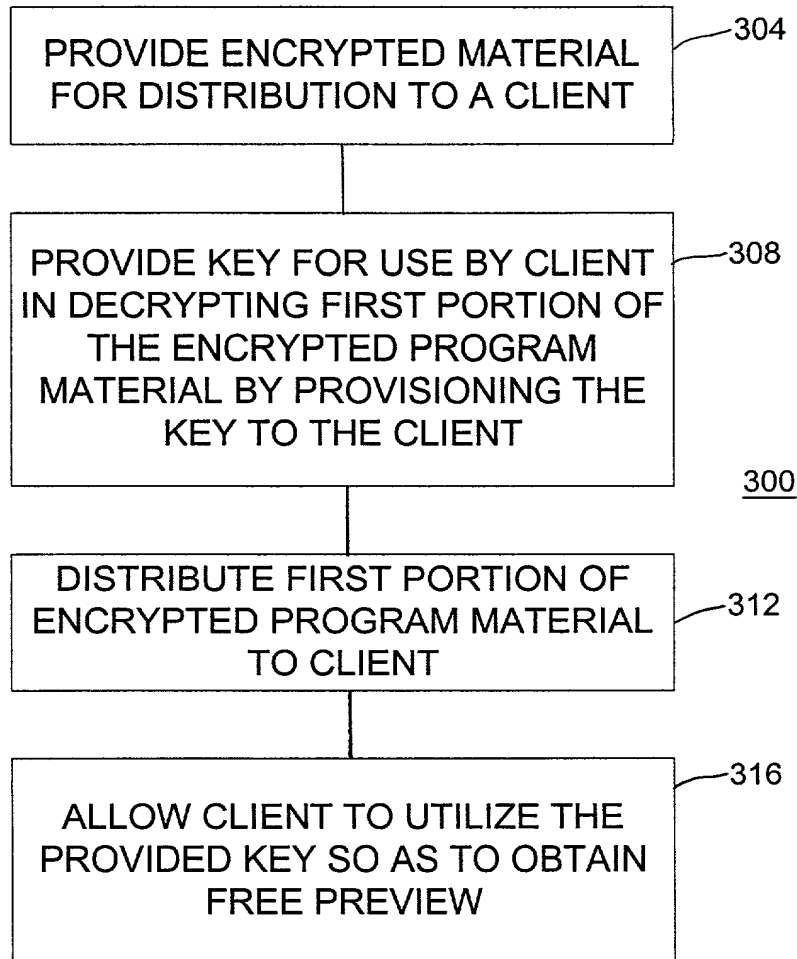 PROVIDE ENCRYPTED MATERIAL
FOR DISTRIBUTION TO A CLIENT
304
PROVIDE KEY FOR USE BY CLIENT
IN DECRYPTING FIRST PORTION OF
THE ENCRYPTED PROGRAM
MATERIAL BY PROVISIONING THE
KEY TO THE CLIENT
308
300
DISTRIBUTE FIRST PORTION OF
ENCRYPTED PROGRAM MATERIAL
TO CLIENT
312
ALLOW CLIENT TO UTILIZE THE
PROVIDED KEY SO AS TO OBTAIN
FREE PREVIEW
316